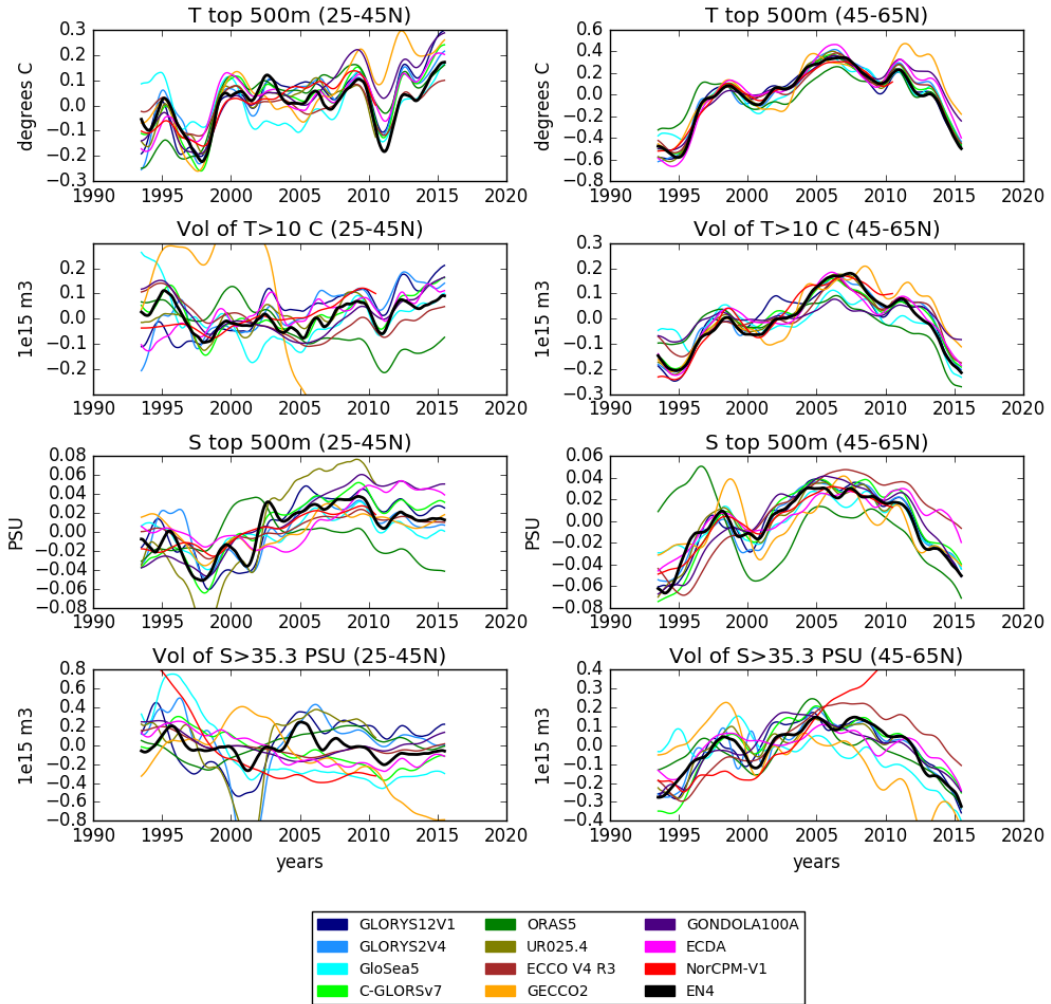 T top 500m (25-45N)
0.3
0.2
0.1
0.0
−0.1
−0.2
−0.3
degrees C
1990 1995 2000 2005 2010 2015 2020
T top 500m (45-65N)
0.6
0.4
0.2
0.0
−0.2
−0.4
−0.6
−0.8
degrees C
1990 1995 2000 2005 2010 2015 2020
Vol of T>10 C (25-45N)
0.2
0.1
0.0
−0.1
−0.2
1e15 m3
1990 1995 2000 2005 2010 2015 2020
Vol of T>10 C (45-65N)
0.3
0.2
0.1
0.0
−0.1
−0.2
−0.3
1e15 m3
1990 1995 2000 2005 2010 2015 2020
S top 500m (25-45N)
0.08
0.06
0.04
0.02
0.00
−0.02
−0.04
−0.06
−0.08
PSU
1990 1995 2000 2005 2010 2015 2020
S top 500m (45-65N)
0.06
0.04
0.02
0.00
−0.02
−0.04
−0.06
−0.08
PSU
1990 1995 2000 2005 2010 2015 2020
Vol of S>35.3 PSU (25-45N)
0.8
0.6
0.4
0.2
0.0
−0.2
−0.4
−0.6
−0.8
1e15 m3
1990 1995 2000 2005 2010 2015 2020
years
Vol of S>35.3 PSU (45-65N)
0.4
0.3
0.2
0.1
0.0
−0.1
−0.2
−0.3
−0.4
1e15 m3
1990 1995 2000 2005 2010 2015 2020
years
GLORYS12V1 ORAS5 GONDOLA100A
GLORYS2V4 UR025.4 ECDA
GloSea5 ECCO V4 R3 NorCPM-V1
C-GLORSv7 GECCO2 EN4